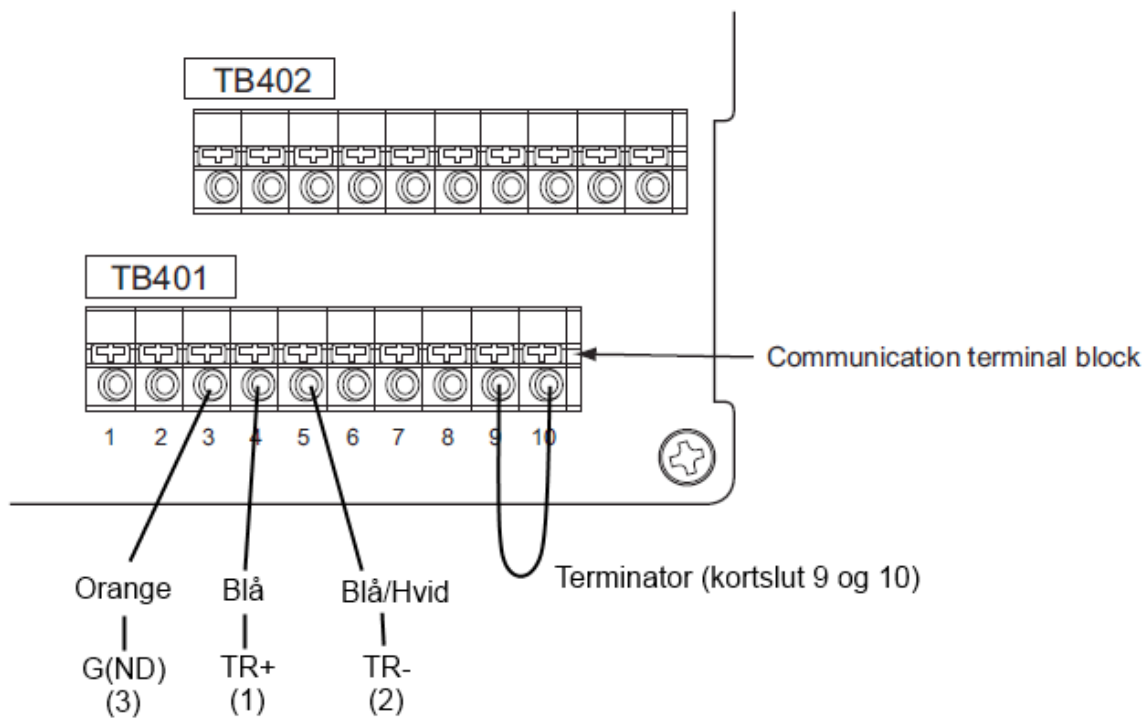 TB402
TB401
Communication terminal block
1 2 3 4 5 6 7 8 9 10
Terminator (kortslut 9 og 10)
Orange Blå Blå/Hvid
G(ND) TR+ TR-
(3) (1) (2)